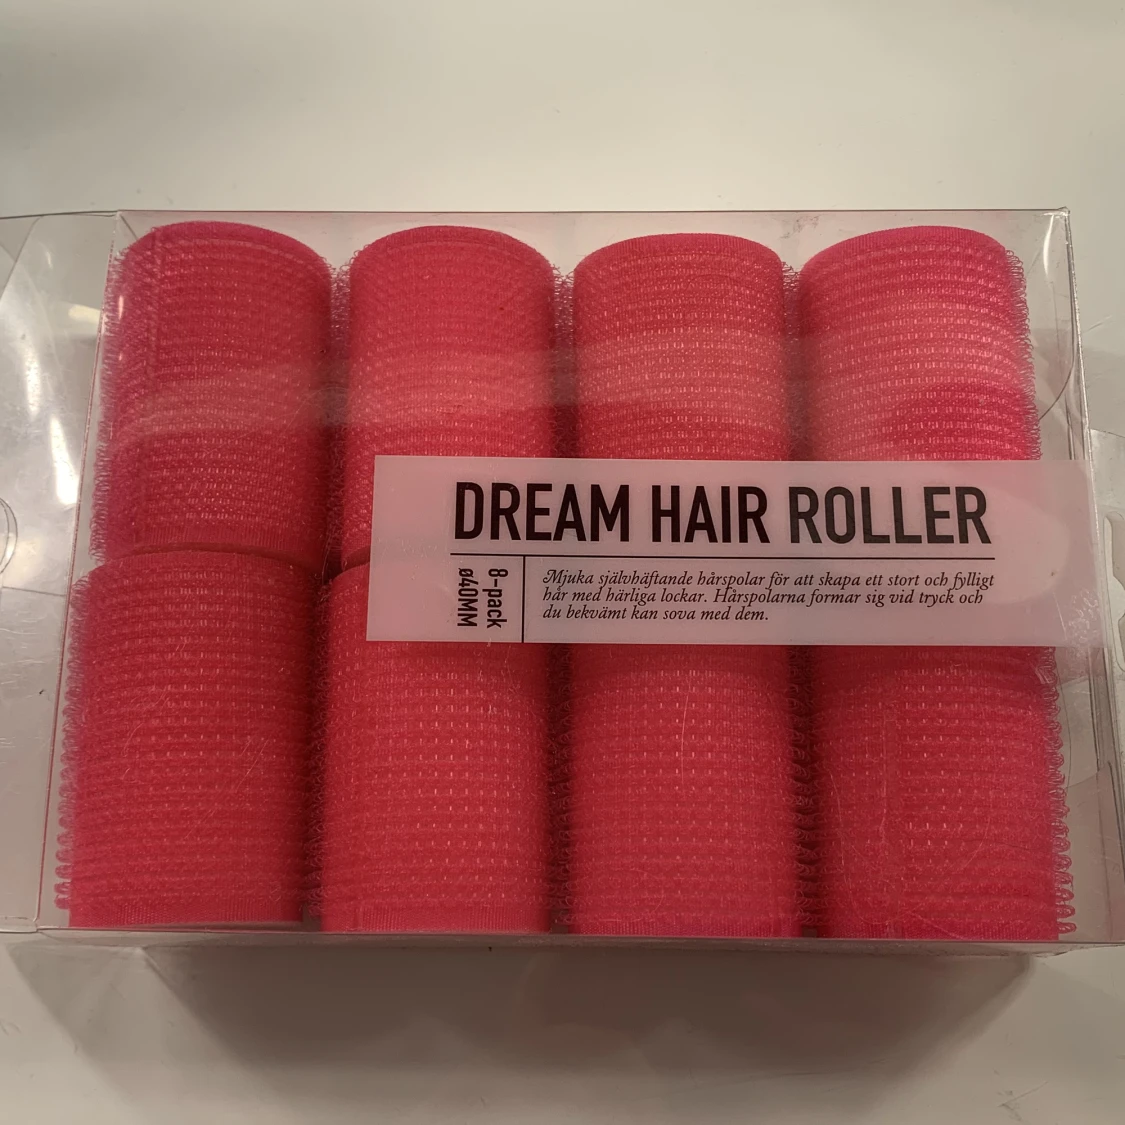 DREAM HAIR ROLLER
8-pack
ø40MM
Mjuka självhäftande hårspolar för att skapa ett stort och fylligt
hår med härliga lockar. Hårspolarna formar sig vid tryck och
du bekvämt kan sova med dem.